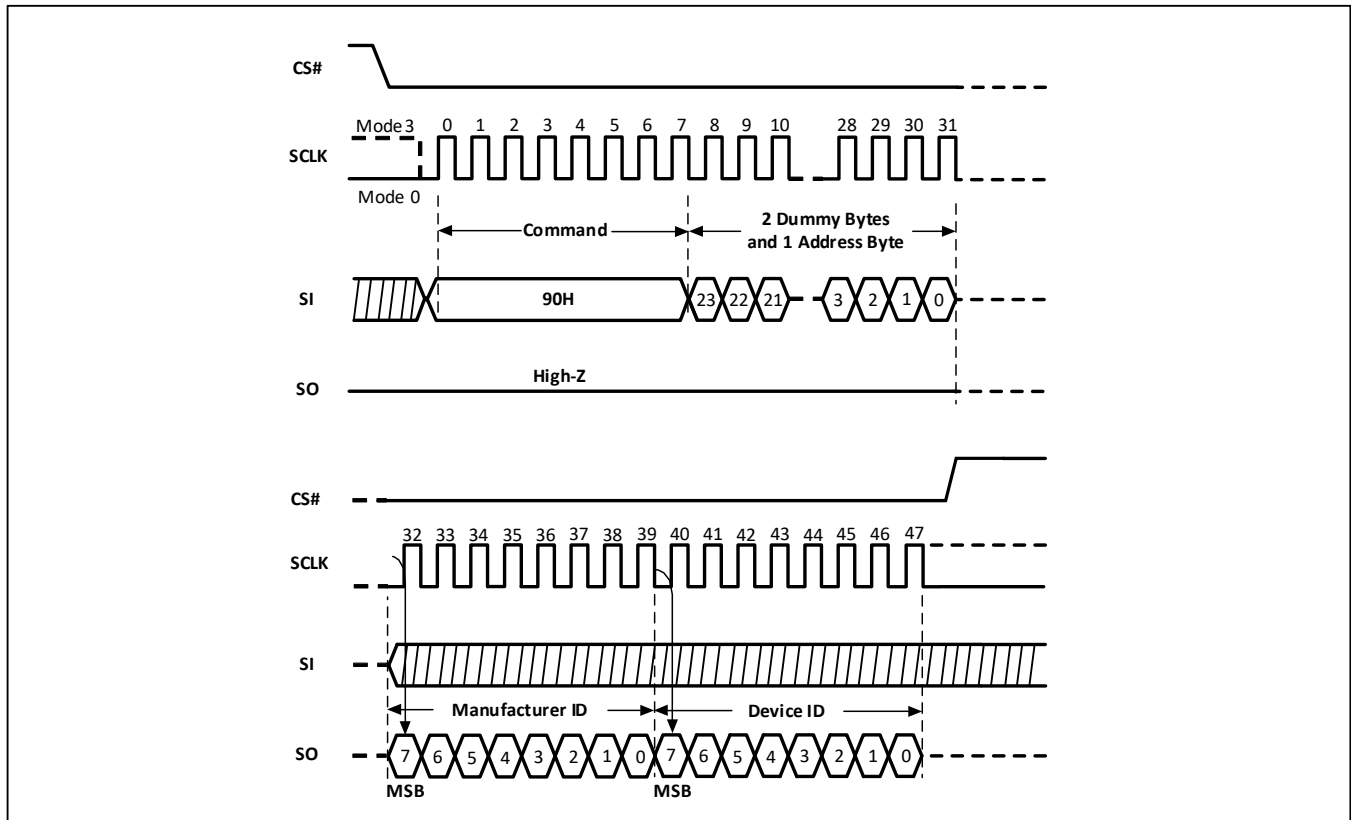 CS#
Mode 3 0 1 2 3 4 5 6 7 8 9 10 28 29 30 31
SCLK
Mode 0
Command 2 Dummy Bytes
and 1 Address Byte
SI 90H 23 22 21 3 2 1 0
High-Z
SO
CS#
32 33 34 35 36 37 38 39 40 41 42 43 44 45 46 47
SCLK
SI
Manufacturer ID Device ID
SO 7 6 5 4 3 2 1 0 7 6 5 4 3 2 1 0
MSB MSB